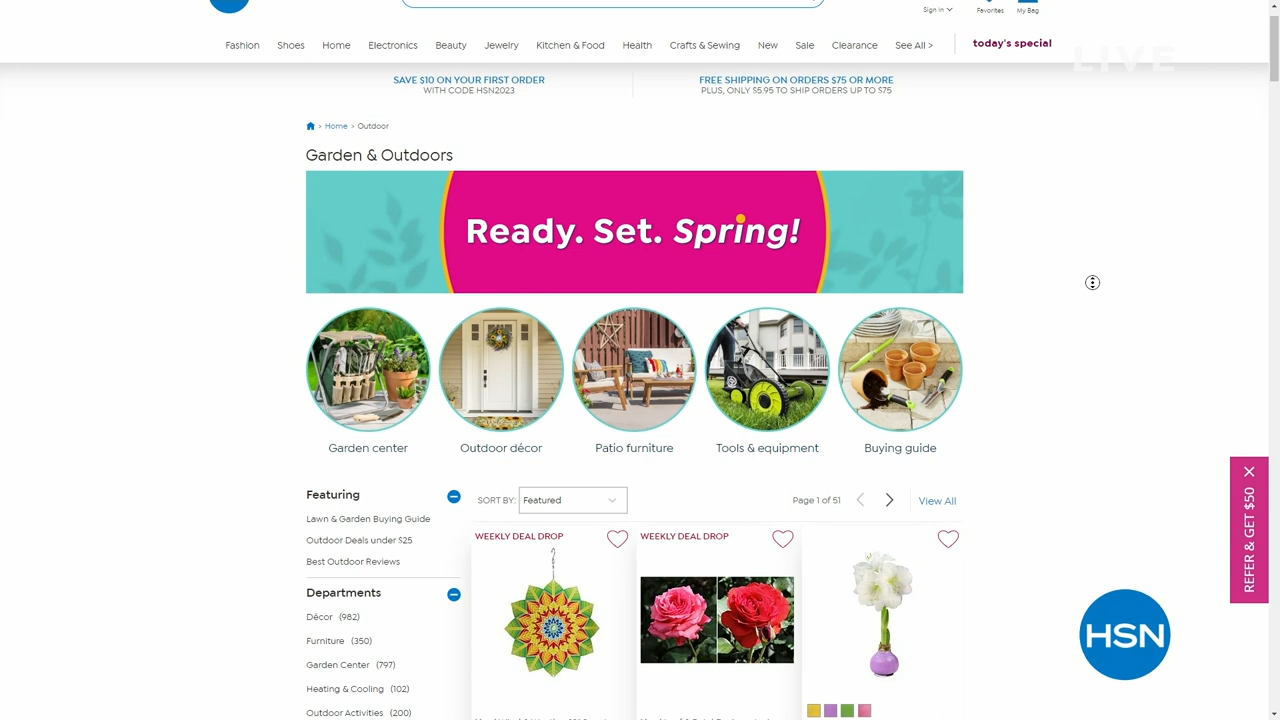 Sign In
Favorites
My Bag
Fashion Shoes Home Electronics Beauty Jewelry Kitchen & Food Health Crafts & Sewing New Sale Clearance See All > today's special
LIVE
SAVE $10 ON YOUR FIRST ORDER
WITH CODE HSN2023
FREE SHIPPING ON ORDERS $75 OR MORE
PLUS, ONLY $5.95 TO SHIP ORDERS UP TO $75
> Home > Outdoor
Garden & Outdoors
Ready. Set. Spring!
Garden center
Outdoor décor
Patio furniture
Tools & equipment
Buying guide
Featuring
Lawn & Garden Buying Guide
Outdoor Deals under $25
Best Outdoor Reviews
Departments
Décor (982)
Furniture (350)
Garden Center (797)
Heating & Cooling (102)
Outdoor Activities (200)
SORT BY: Featured
Page 1 of 51
View All
WEEKLY DEAL DROP
WEEKLY DEAL DROP
REFER & GET $50
HSN